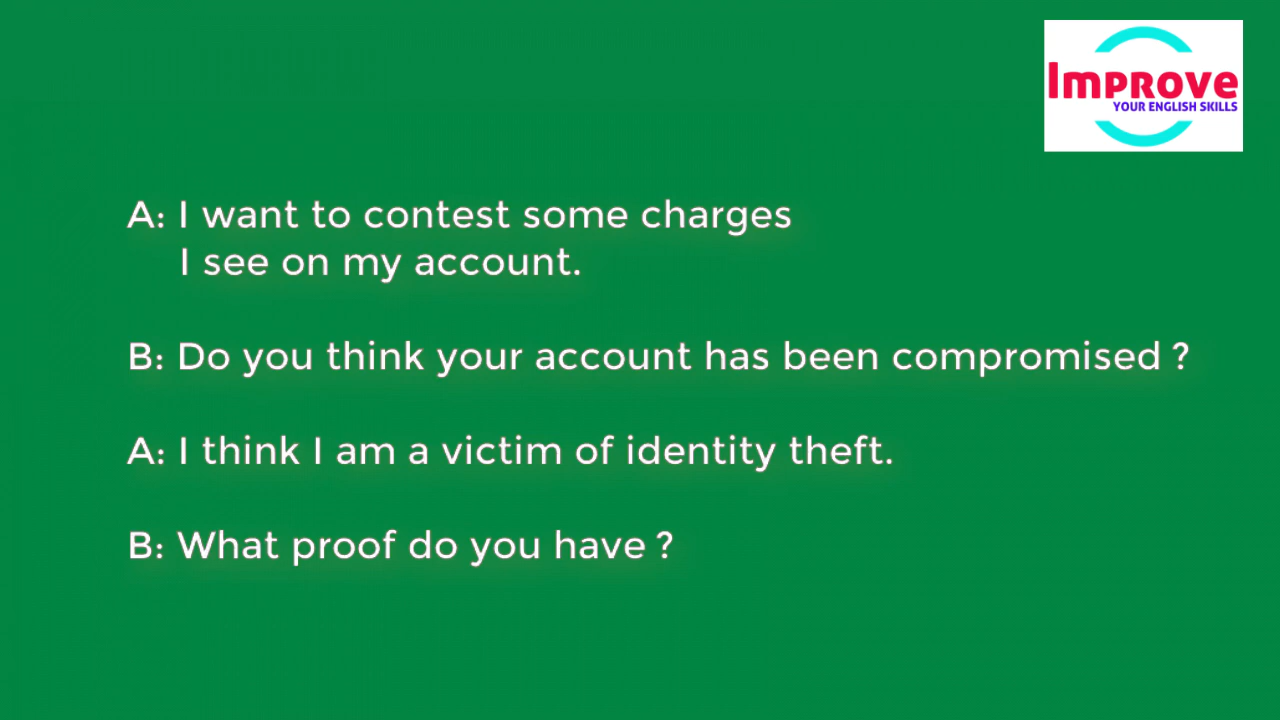 Improve
YOUR ENGLISH SKILLS
A: I want to contest some charges
I see on my account.
B: Do you think your account has been compromised ?
A: I think I am a victim of identity theft.
B: What proof do you have ?